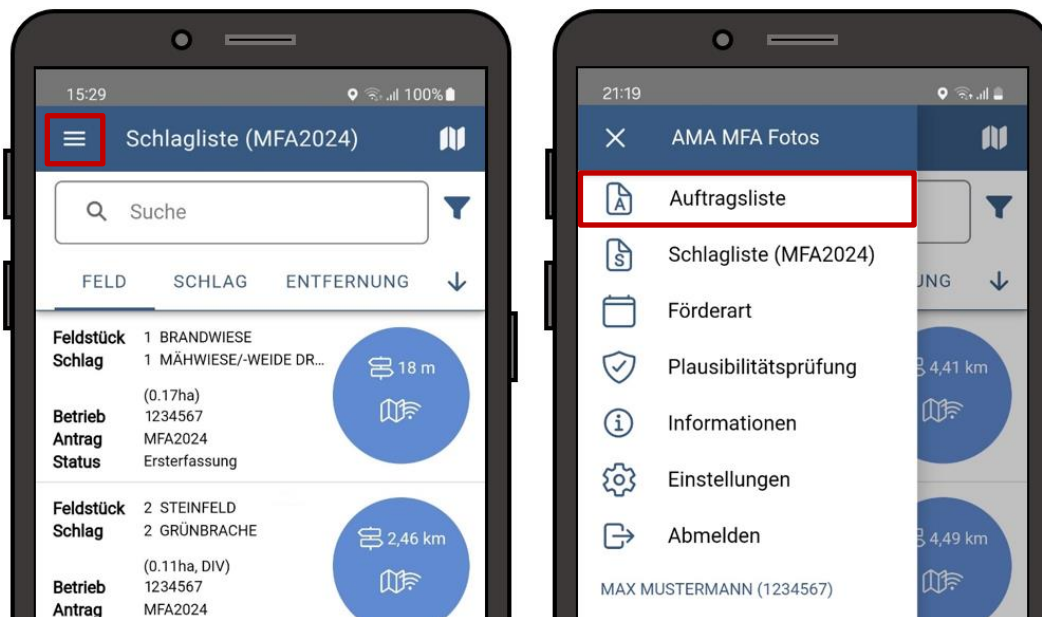 15:29
100%
Schlagliste (MFA2024)
Suche
FELD SCHLAG ENTFERNUNG
Feldstück 1 BRANDWIESE
Schlag 1 MÄHWIESE/-WEIDE DR...
18 m
(0.17ha)
Betrieb 1234567
Antrag MFA2024
Status Ersterfassung
Feldstück 2 STEINFELD
Schlag 2 GRÜNBRACHE
2,46 km
(0.11ha, DIV)
Betrieb 1234567
Antrag MFA2024
21:19
AMA MFA Fotos
A Auftragsliste
S Schlagliste (MFA2024)
Förderart
Plausibilitätsprüfung
Informationen
Einstellungen
Abmelden
MAX MUSTERMANN (1234567)
UNG
4,41 km
4,49 km